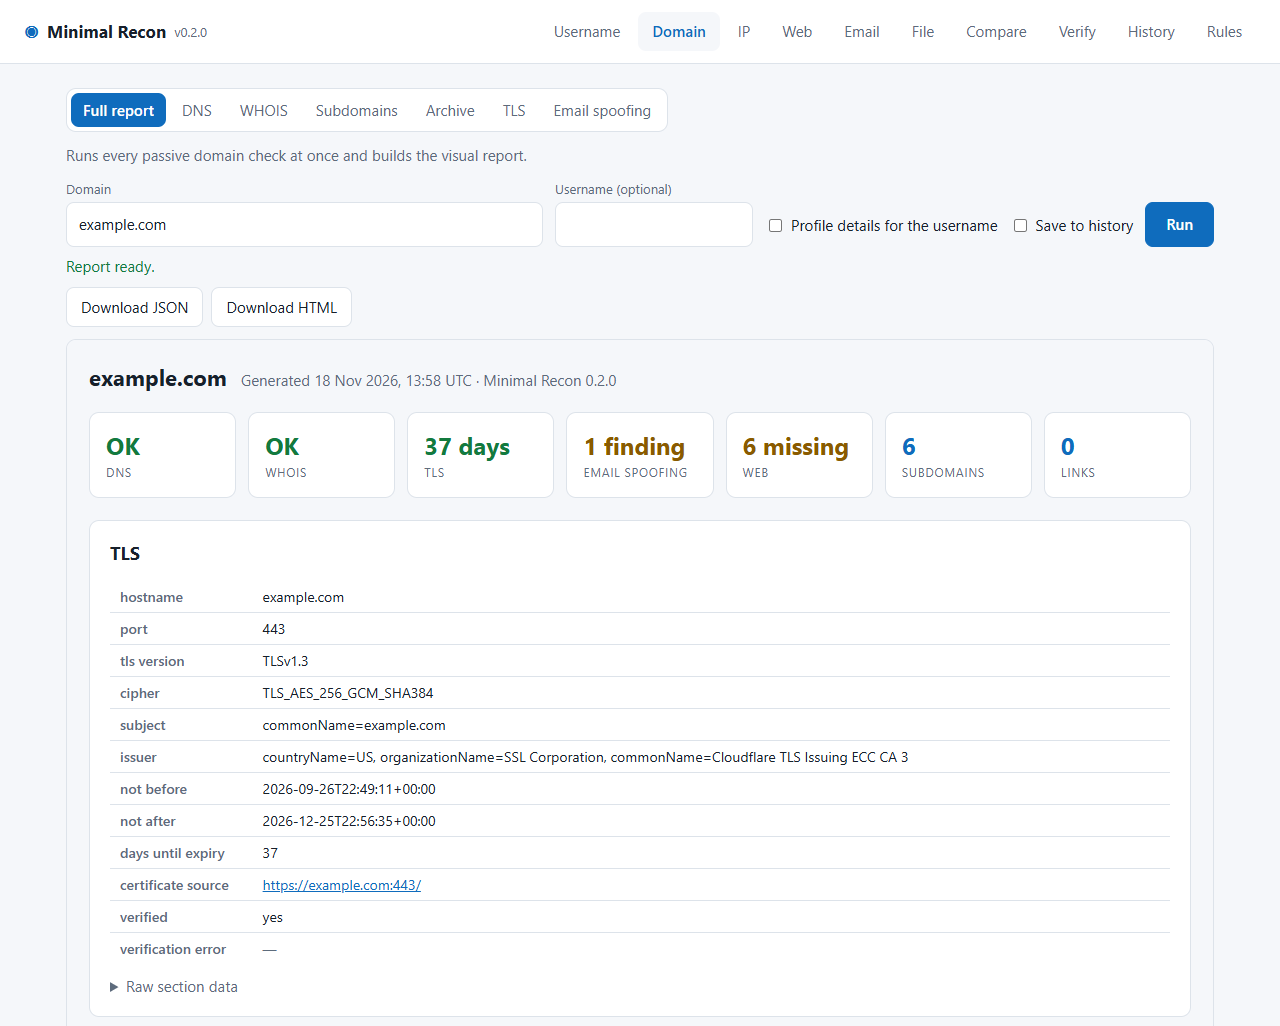 Minimal Recon v0.2.0
Username Domain IP Web Email File Compare Verify History Rules
Full report DNS WHOIS Subdomains Archive TLS Email spoofing
Runs every passive domain check at once and builds the visual report.
Domain Username (optional)
example.com Profile details for the username Save to history Run
Report ready.
Download JSON Download HTML
example.com Generated 18 Nov 2026, 13:58 UTC · Minimal Recon 0.2.0
OK OK 37 days 1 finding 6 missing 6 0
DNS WHOIS TLS EMAIL SPOOFING WEB SUBDOMAINS LINKS
TLS
hostname example.com
port 443
tls version TLSv1.3
cipher TLS_AES_256_GCM_SHA384
subject commonName=example.com
issuer countryName=US, organizationName=SSL Corporation, commonName=Cloudflare TLS Issuing ECC CA 3
not before 2026-09-26T22:49:11+00:00
not after 2026-12-25T22:56:35+00:00
days until expiry 37
certificate source https://example.com:443/
verified yes
verification error —
Raw section data